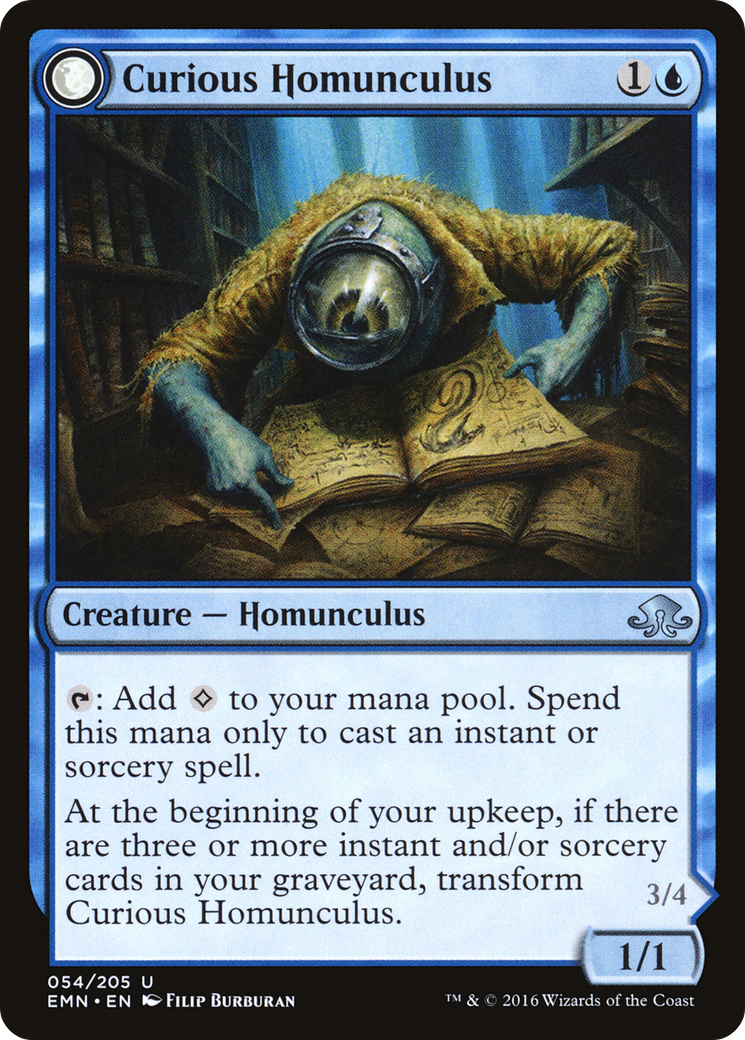 Curious Homunculus 1
Creature — Homunculus
: Add to your mana pool. Spend
this mana only to cast an instant or
sorcery spell.
At the beginning of your upkeep, if there
are three or more instant and/or sorcery
cards in your graveyard, transform
Curious Homunculus.
3/4
1/1
054/205 U
EMN • EN Filip Burburan
™ & © 2016 Wizards of the Coast